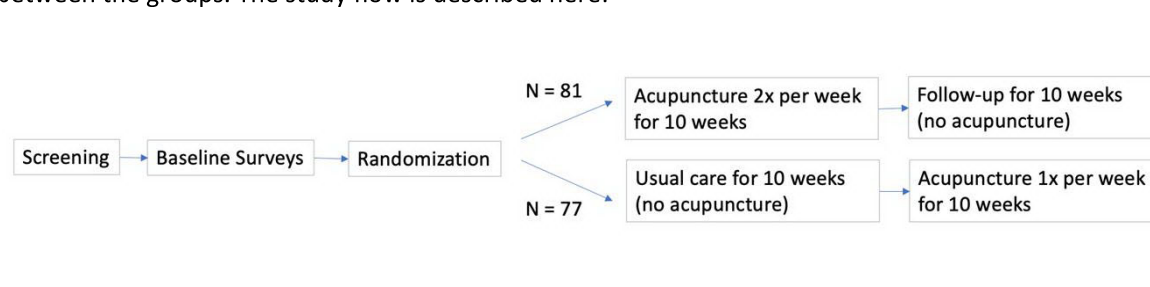 between the groups. The study flow is described here:
Screening
Baseline Surveys
Randomization
N = 81
Acupuncture 2x per week
for 10 weeks
Follow-up for 10 weeks
(no acupuncture)
N = 77
Usual care for 10 weeks
(no acupuncture)
Acupuncture 1x per week
for 10 weeks